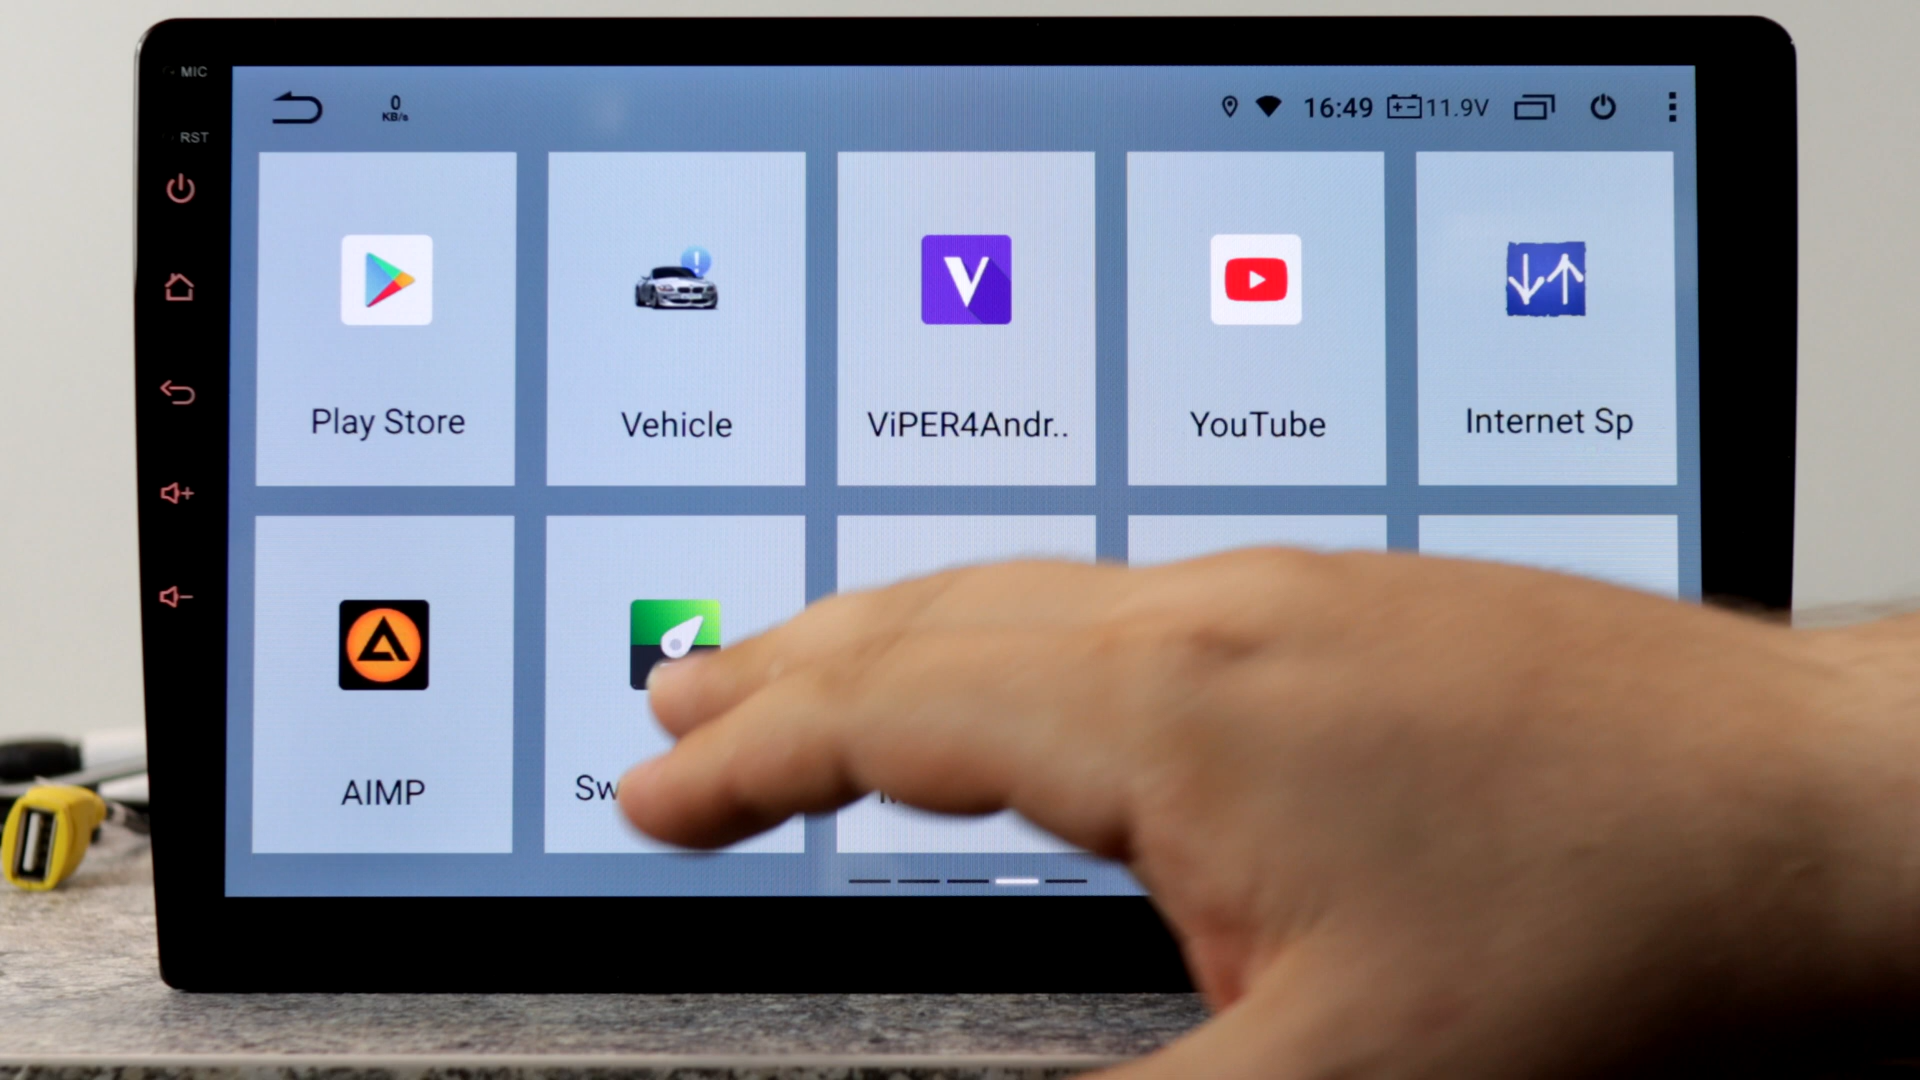 MIC
0
KB/s
16:49
11.9V
RST
Play Store
Vehicle
ViPER4Andr..
YouTube
Internet Sp
AIMP
Sw